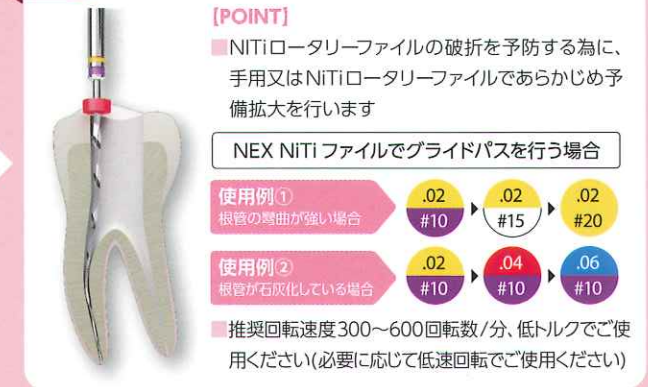 [POINT]
■NITiロータリーファイルの破折を予防する為に、
手用又はNiTiロータリーファイルであらかじめ予
備拡大を行います
NEX NiTi ファイルでグライドパスを行う場合
使用例①
根管の彎曲が強い場合
.02 .02 .02
#10 #15 #20
使用例②
根管が石灰化している場合
.02 .04 .06
#10 #10 #10
■推奨回転速度300〜600回転数/分、低トルクでご使
用ください(必要に応じて低速回転でご使用ください)